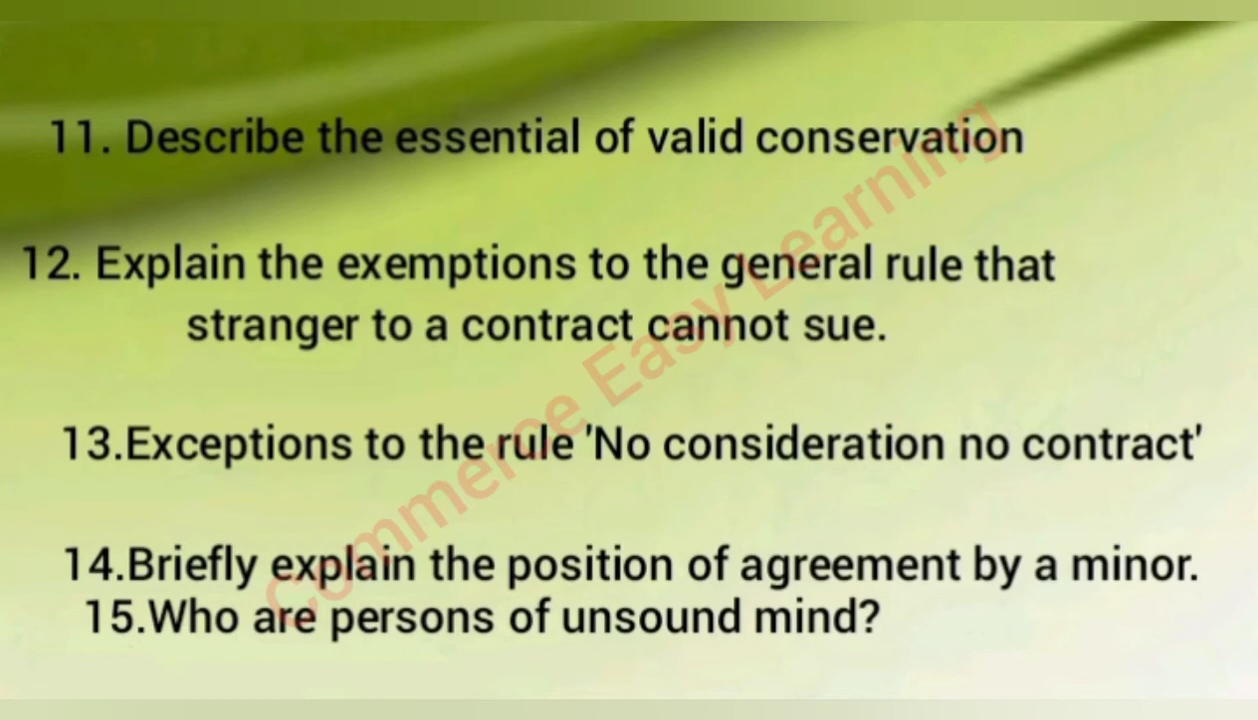 11. Describe the essential of valid conservation
12. Explain the exemptions to the general rule that
stranger to a contract cannot sue.
13.Exceptions to the rule 'No consideration no contract'
14.Briefly explain the position of agreement by a minor.
15.Who are persons of unsound mind?
Commerce Easy Learning